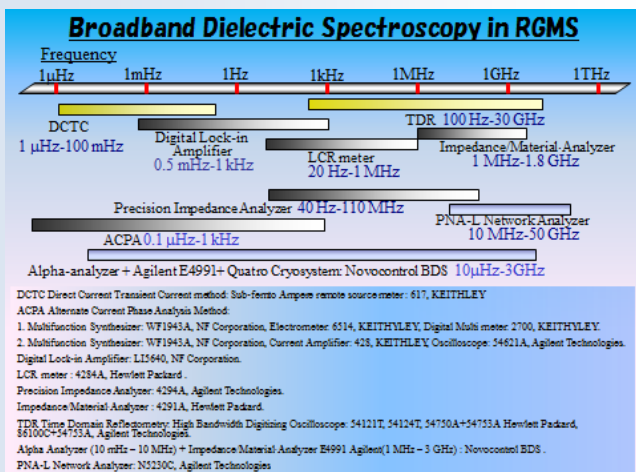 Broadband Dielectric Spectroscopy in RGMS
Frequency
1μHz 1mHz 1Hz 1kHz 1MHz 1GHz 1THz
DCTC
1 μHz-100 mHz
Digital Lock-in
Amplifier
0.5 mHz-1 kHz
TDR 100 Hz-30 GHz
LCR meter
20 Hz-1 MHz
Impedance/Material-Analyzer
1 MHz-1.8 GHz
Precision Impedance Analyzer 40 Hz-110 MHz
PNA-L Network Analyzer
10 MHz-50 GHz
ACPA 0.1 μHz-1 kHz
Alpha-analyzer + Agilent E4991+ Quatro Cryosystem: Novocontrol BDS 10μHz-3GHz
DCTC Direct Current Transient Current method: Sub-femto Ampere remote source meter : 617, KEITHLEY
ACPA Alternate Current Phase Analysis Method:
1. Multifunction Synthesizer: WF1943A, NF Corporation, Electrometer: 6514, KEITHYLEY, Digital Multi meter: 2700, KEITHYLEY.
2. Multifunction Synthesizer: WF1943A, NF Corporation, Current Amplifier: 428, KEITHLEY, Oscilloscope: 54621A, Agilent Technologies.
Digital Lock-in Amplifier: LI5640, NF Corporation.
LCR meter : 4284A, Hewlett Packard .
Precision Impedance Analyzer: 4294A, Agilent Technologies.
Impedance/Material-Analyzer : 4291A, Hewlett Packard.
TDR Time Domain Reflectometry: High Bandwidth Digitizing Oscilloscope: 54121T, 54124T, 54750A+54753A Hewlett Packard,
86100C+54753A, Agilent Technologies.
Alpha Analyzer (10 mHz – 10 MHz) + Impedance/Material-Analyzer E4991 Agilent(1 MHz – 3 GHz) : Novocontrol BDS .
PNA-L Network Analyzer: N5230C, Agilent Technologies